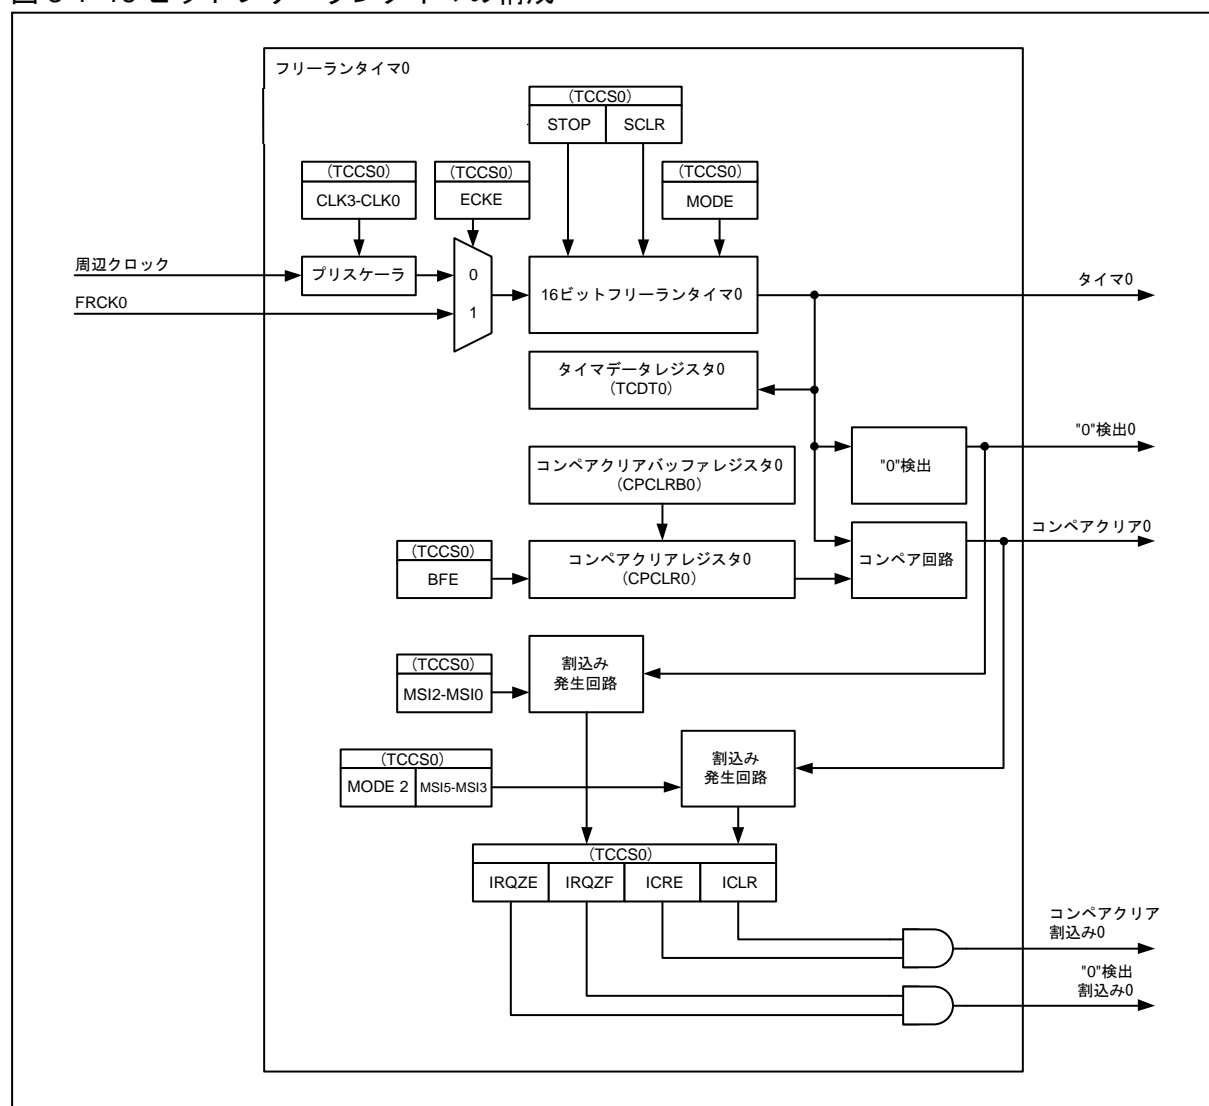 フリーランタイマ0
(TCCS0)
STOP SCLR
(TCCS0)
CLK3-CLK0
(TCCS0)
ECKE
(TCCS0)
MODE
周辺クロック
プリスケーラ
0
16ビットフリーランタイマ0
タイマ0
FRCK0
1
タイマデータレジスタ0
(TCDT0)
"0"検出
"0"検出0
コンペアクリアバッファレジスタ0
(CPCLRB0)
コンペア回路
コンペアクリア0
(TCCS0)
BFE
コンペアクリアレジスタ0
(CPCLR0)
(TCCS0)
MSI2-MSI0
割込み
発生回路
(TCCS0)
MODE 2 MSI5-MSI3
割込み
発生回路
(TCCS0)
IRQZE IRQZF ICRE ICLR
コンペアクリア
割込み0
"0"検出
割込み0